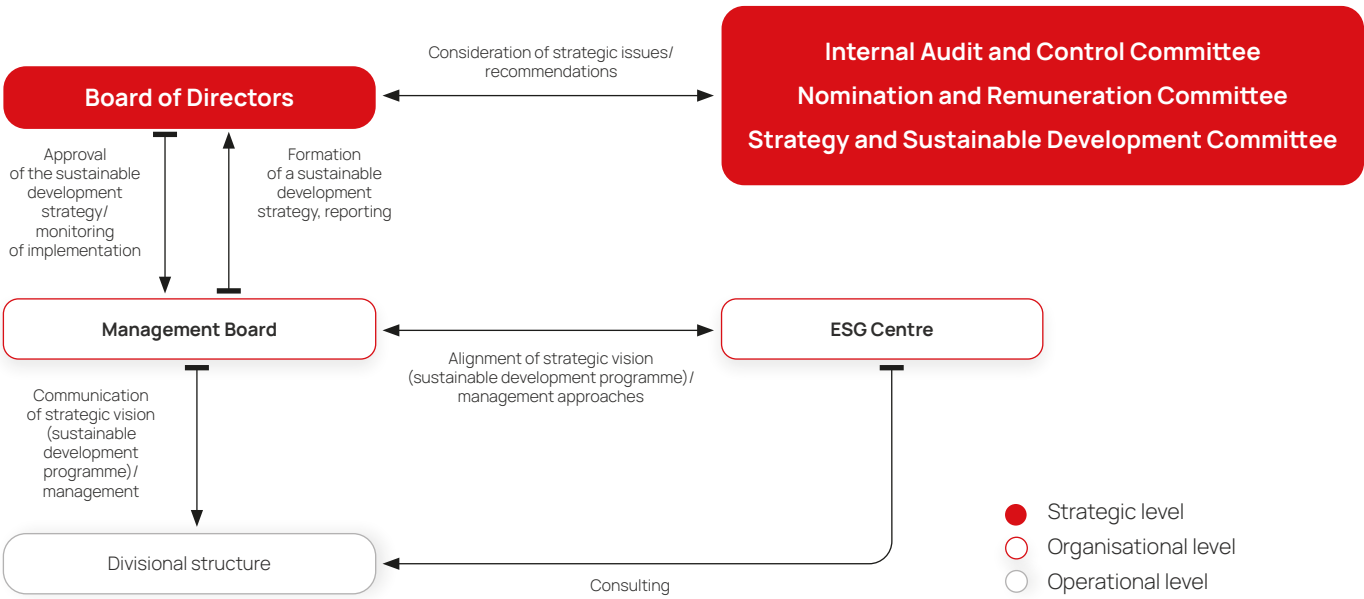 Consideration of strategic issues/
recommendations
Board of Directors
Internal Audit and Control Committee
Nomination and Remuneration Committee
Strategy and Sustainable Development Committee
Approval
of the sustainable
development
strategy/
monitoring
of implementation
Formation
of a sustainable
development
strategy, reporting
Management Board
ESG Centre
Alignment of strategic vision
(sustainable development programme)/
management approaches
Communication
of strategic vision
(sustainable
development
programme)/
management
Divisional structure
Consulting
Strategic level
Organisational level
Operational level